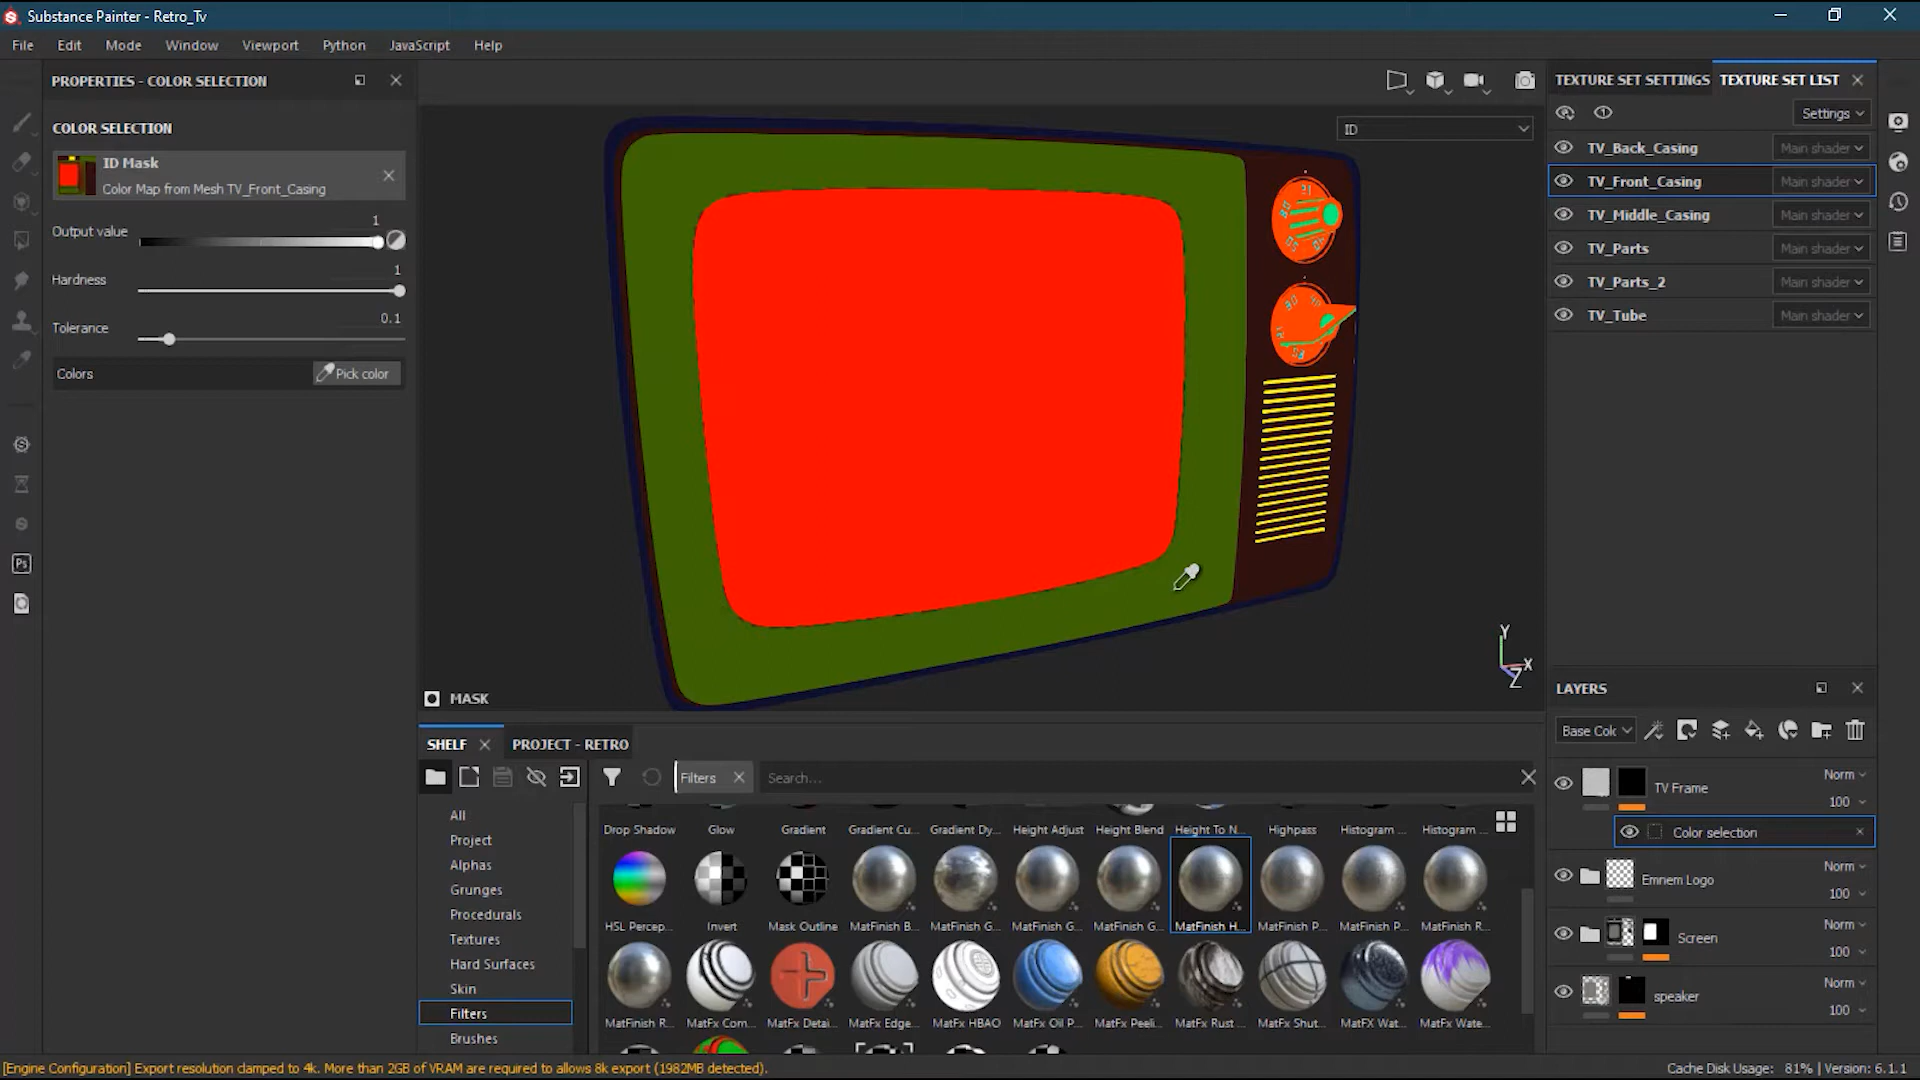 Substance Painter - Retro_Tv
File Edit Mode Window Viewport Python JavaScript Help
PROPERTIES - COLOR SELECTION
COLOR SELECTION
ID Mask
Color Map from Mesh TV_Front_Casing
Output value 1
Hardness 1
Tolerance 0.1
Colors Pick color
ID
MASK
Y
X
Z
TEXTURE SET SETTINGS TEXTURE SET LIST
Settings
TV_Back_Casing Main shader
TV_Front_Casing Main shader
TV_Middle_Casing Main shader
TV_Parts Main shader
TV_Parts_2 Main shader
TV_Tube Main shader
LAYERS
Base Col
TV Frame Norm 100
Color selection
Emnem Logo Norm 100
Screen Norm 100
speaker Norm 100
SHELF PROJECT - RETRO
Filters Search...
All
Project
Alphas
Grunges
Procedurals
Textures
Hard Surfaces
Skin
Filters
Brushes
Drop Shadow Glow Gradient Gradient Cu... Gradient Dy... Height Adjust Height Blend Height To N... Highpass Histogram ... Histogram ...
HSL Percep... Invert Mask Outline MatFinish B... MatFinish G... MatFinish G... MatFinish G... MatFinish H... MatFinish P... MatFinish P... MatFinish R...
MatFinish R... MatFx Com... MatFx Detai... MatFx Edge... MatFx HBAO MatFx Oil P... MatFx Peeli... MatFx Rust ... MatFx Shut... MatFX Wat... MatFx Wate...
Ps
[Engine Configuration] Export resolution clamped to 4k. More than 2GB of VRAM are required to allows 8k export (1982MB detected).
Cache Disk Usage: 81% | Version: 6.1.1